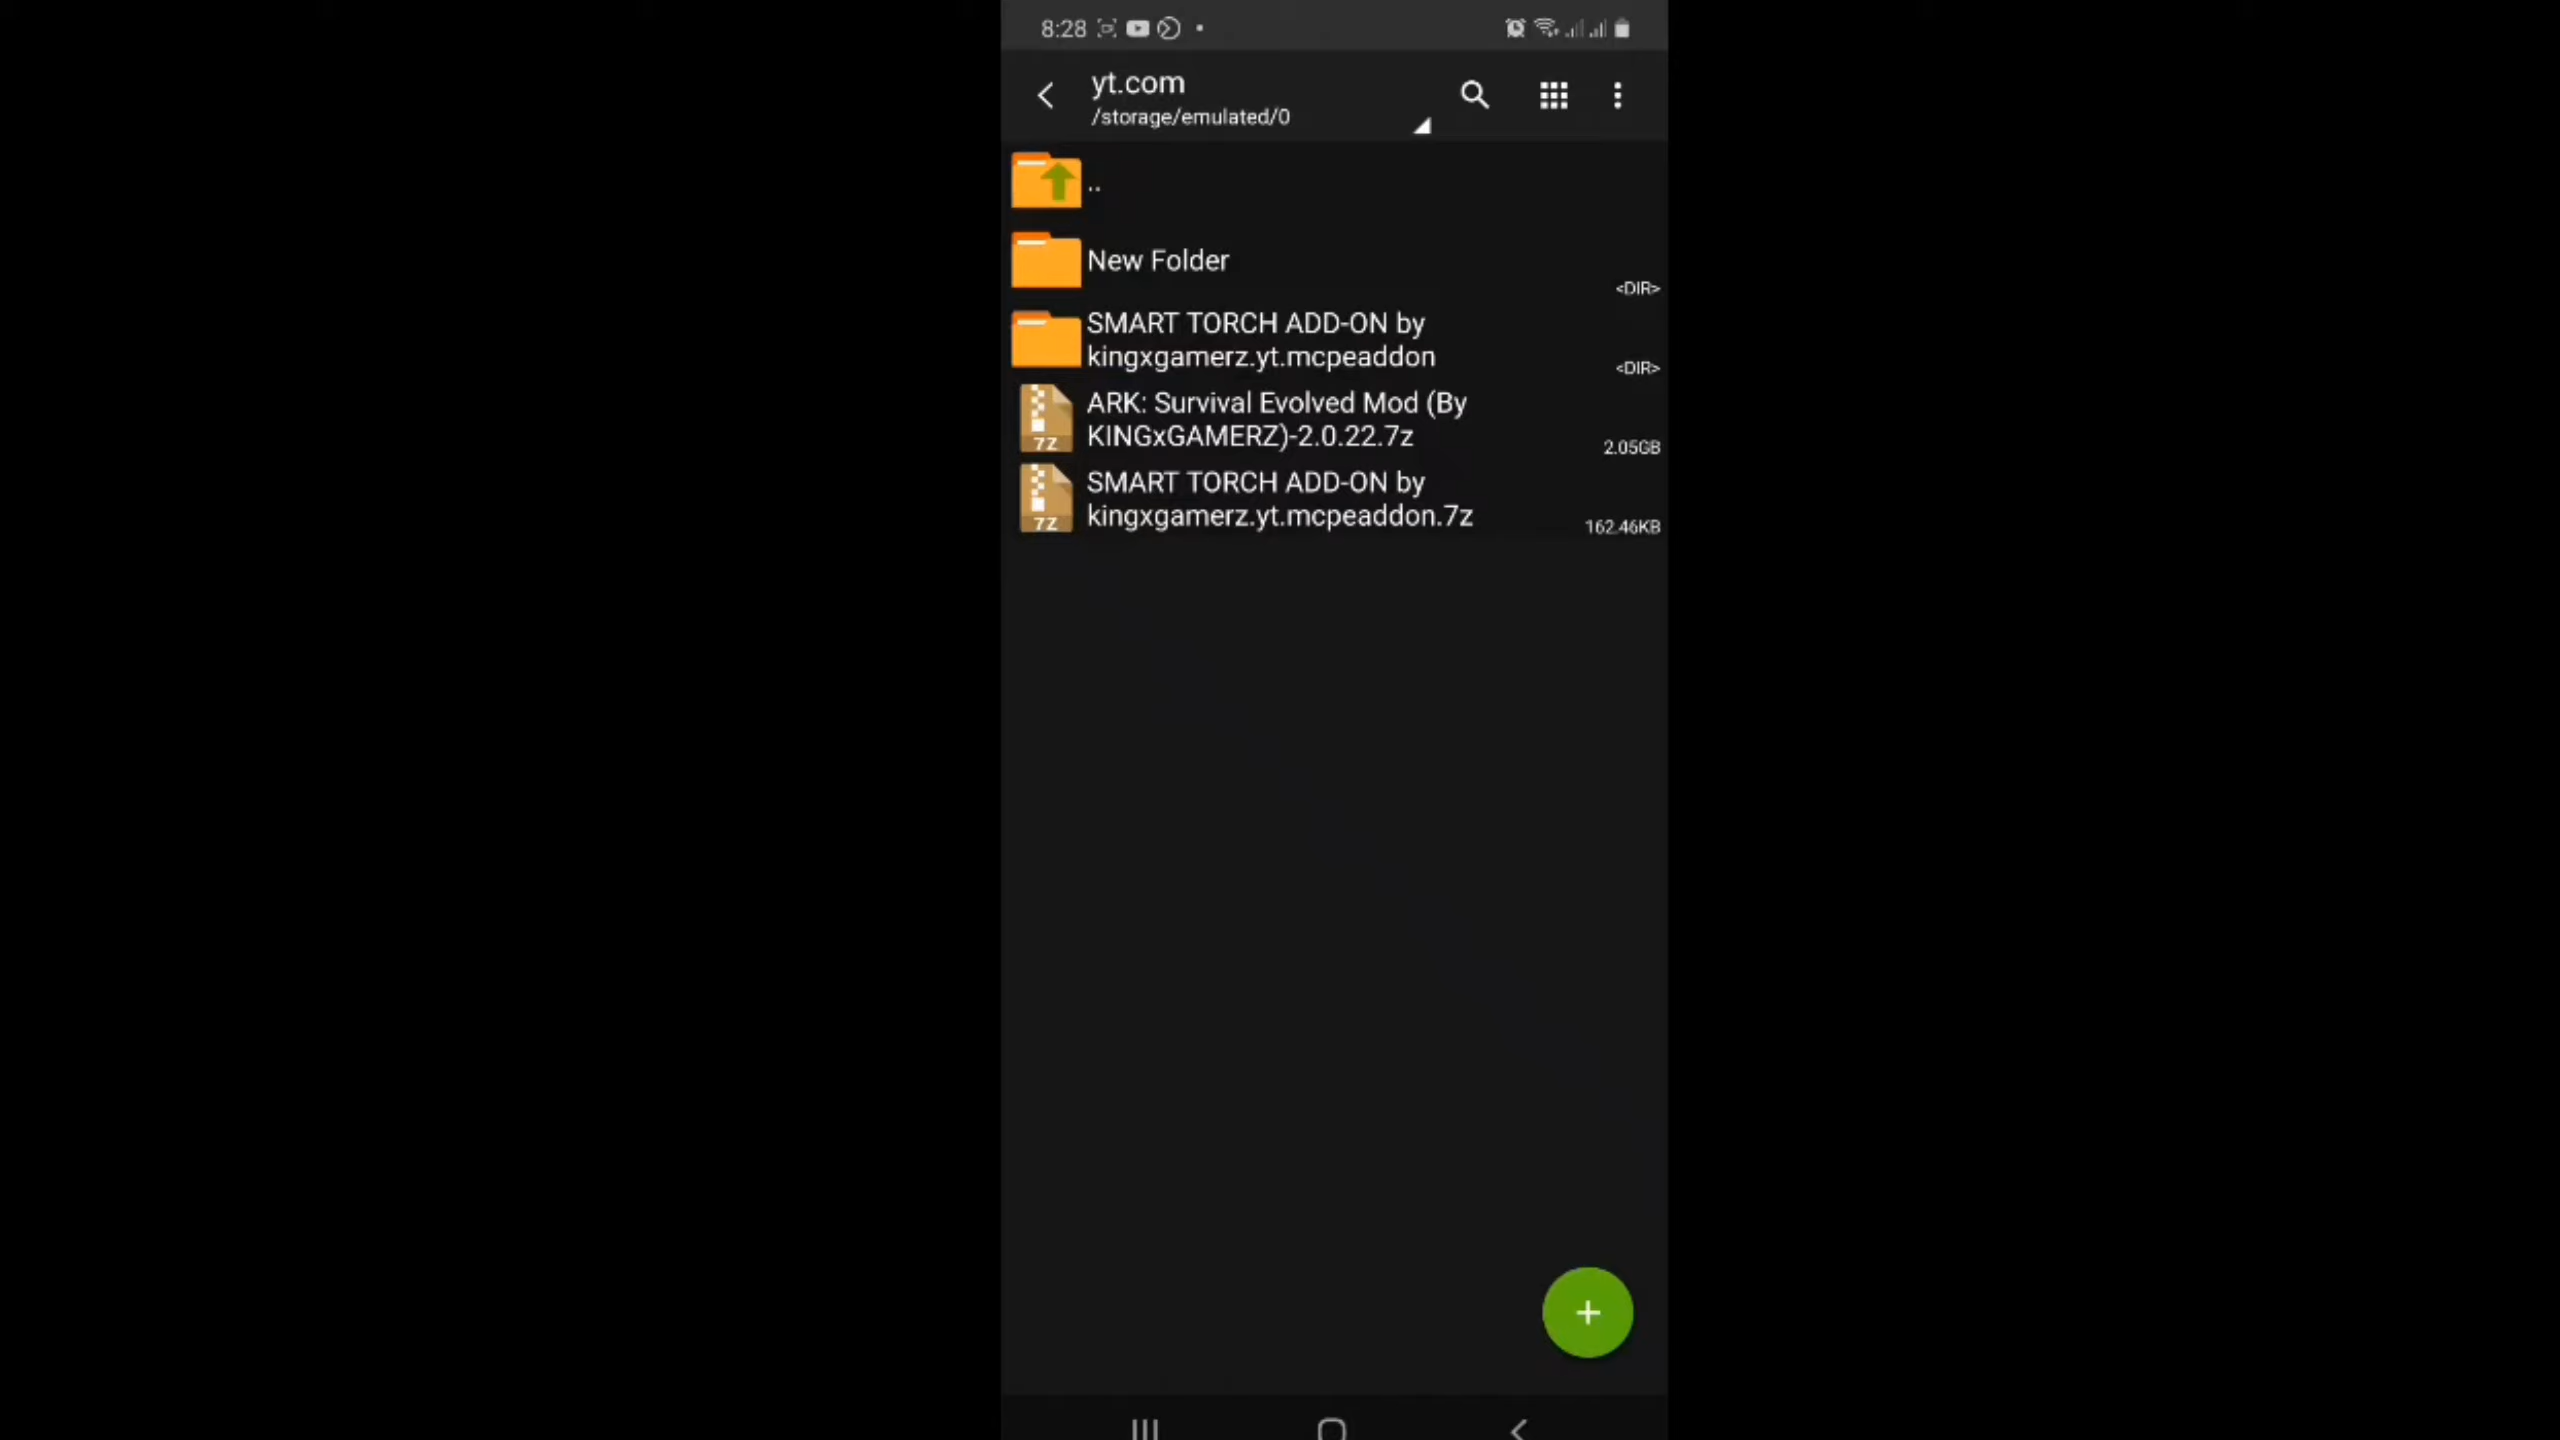 8:28
yt.com
/storage/emulated/0
..
New Folder
<DIR>
SMART TORCH ADD-ON by
kingxgamerz.yt.mcpeaddon
<DIR>
ARK: Survival Evolved Mod (By
KINGxGAMERZ)-2.0.22.7z
2.05GB
7Z
SMART TORCH ADD-ON by
kingxgamerz.yt.mcpeaddon.7z
162.46KB
7Z